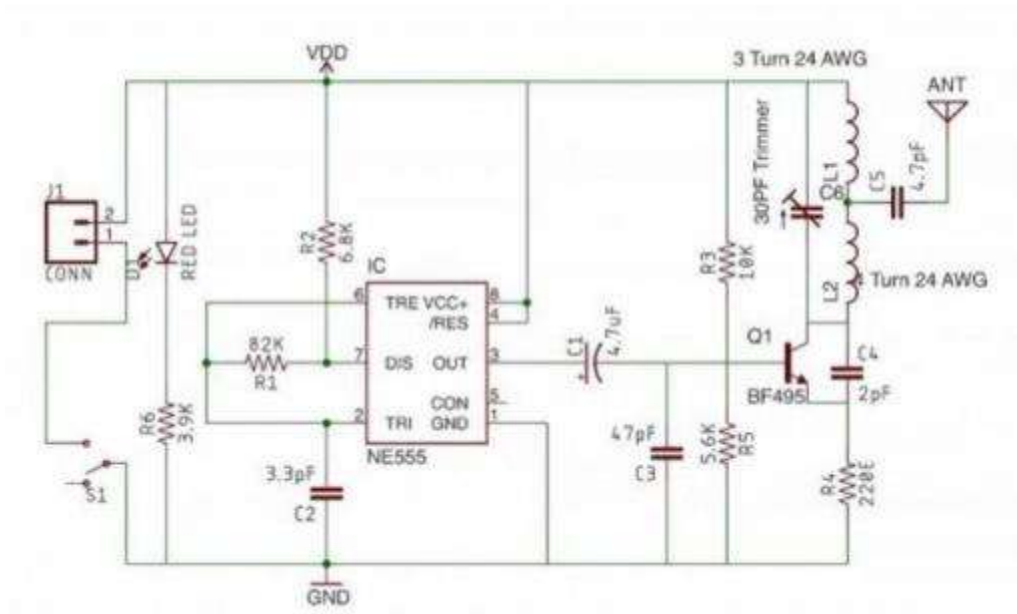 VDD
3 Turn 24 AWG
ANT
30PF Trimmer
L1
C6
C5
4.7pF
J1
2
1
CONN
D1
RED LED
R2
6.8K
R3
10K
IC
L2
Turn 24 AWG
TRE VCC+
/RES
4
82K
R1
7
DIS OUT
3
C1
4.7uF
Q1
C4
2pF
BF495
CON
5
2
TRI GND
1
NE555
R6
3.9K
47pF
C3
5.6K
R5
3.3pF
C2
R4
220E
S1
GND